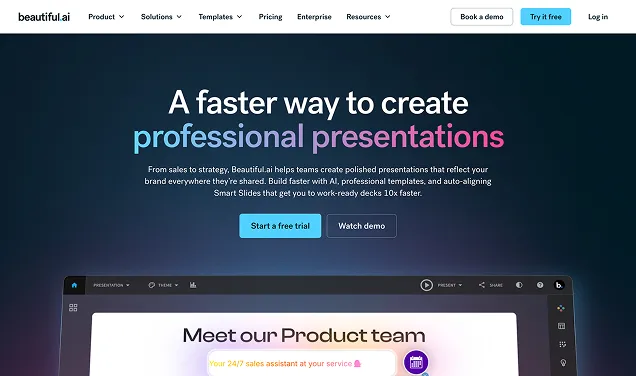 beautiful.ai Product Solutions Templates Pricing Enterprise Resources Book a demo Try it free Log in
A faster way to create
professional presentations
From sales to strategy, Beautiful.ai helps teams create polished presentations that reflect your
brand everywhere they're shared. Build faster with AI, professional templates, and auto-aligning
Smart Slides that get you to work-ready decks 10x faster.
Start a free trial Watch demo
PRESENTATION THEME PRESENT SHARE b.
Meet our Product team
Your 24/7 sales assistant at your service